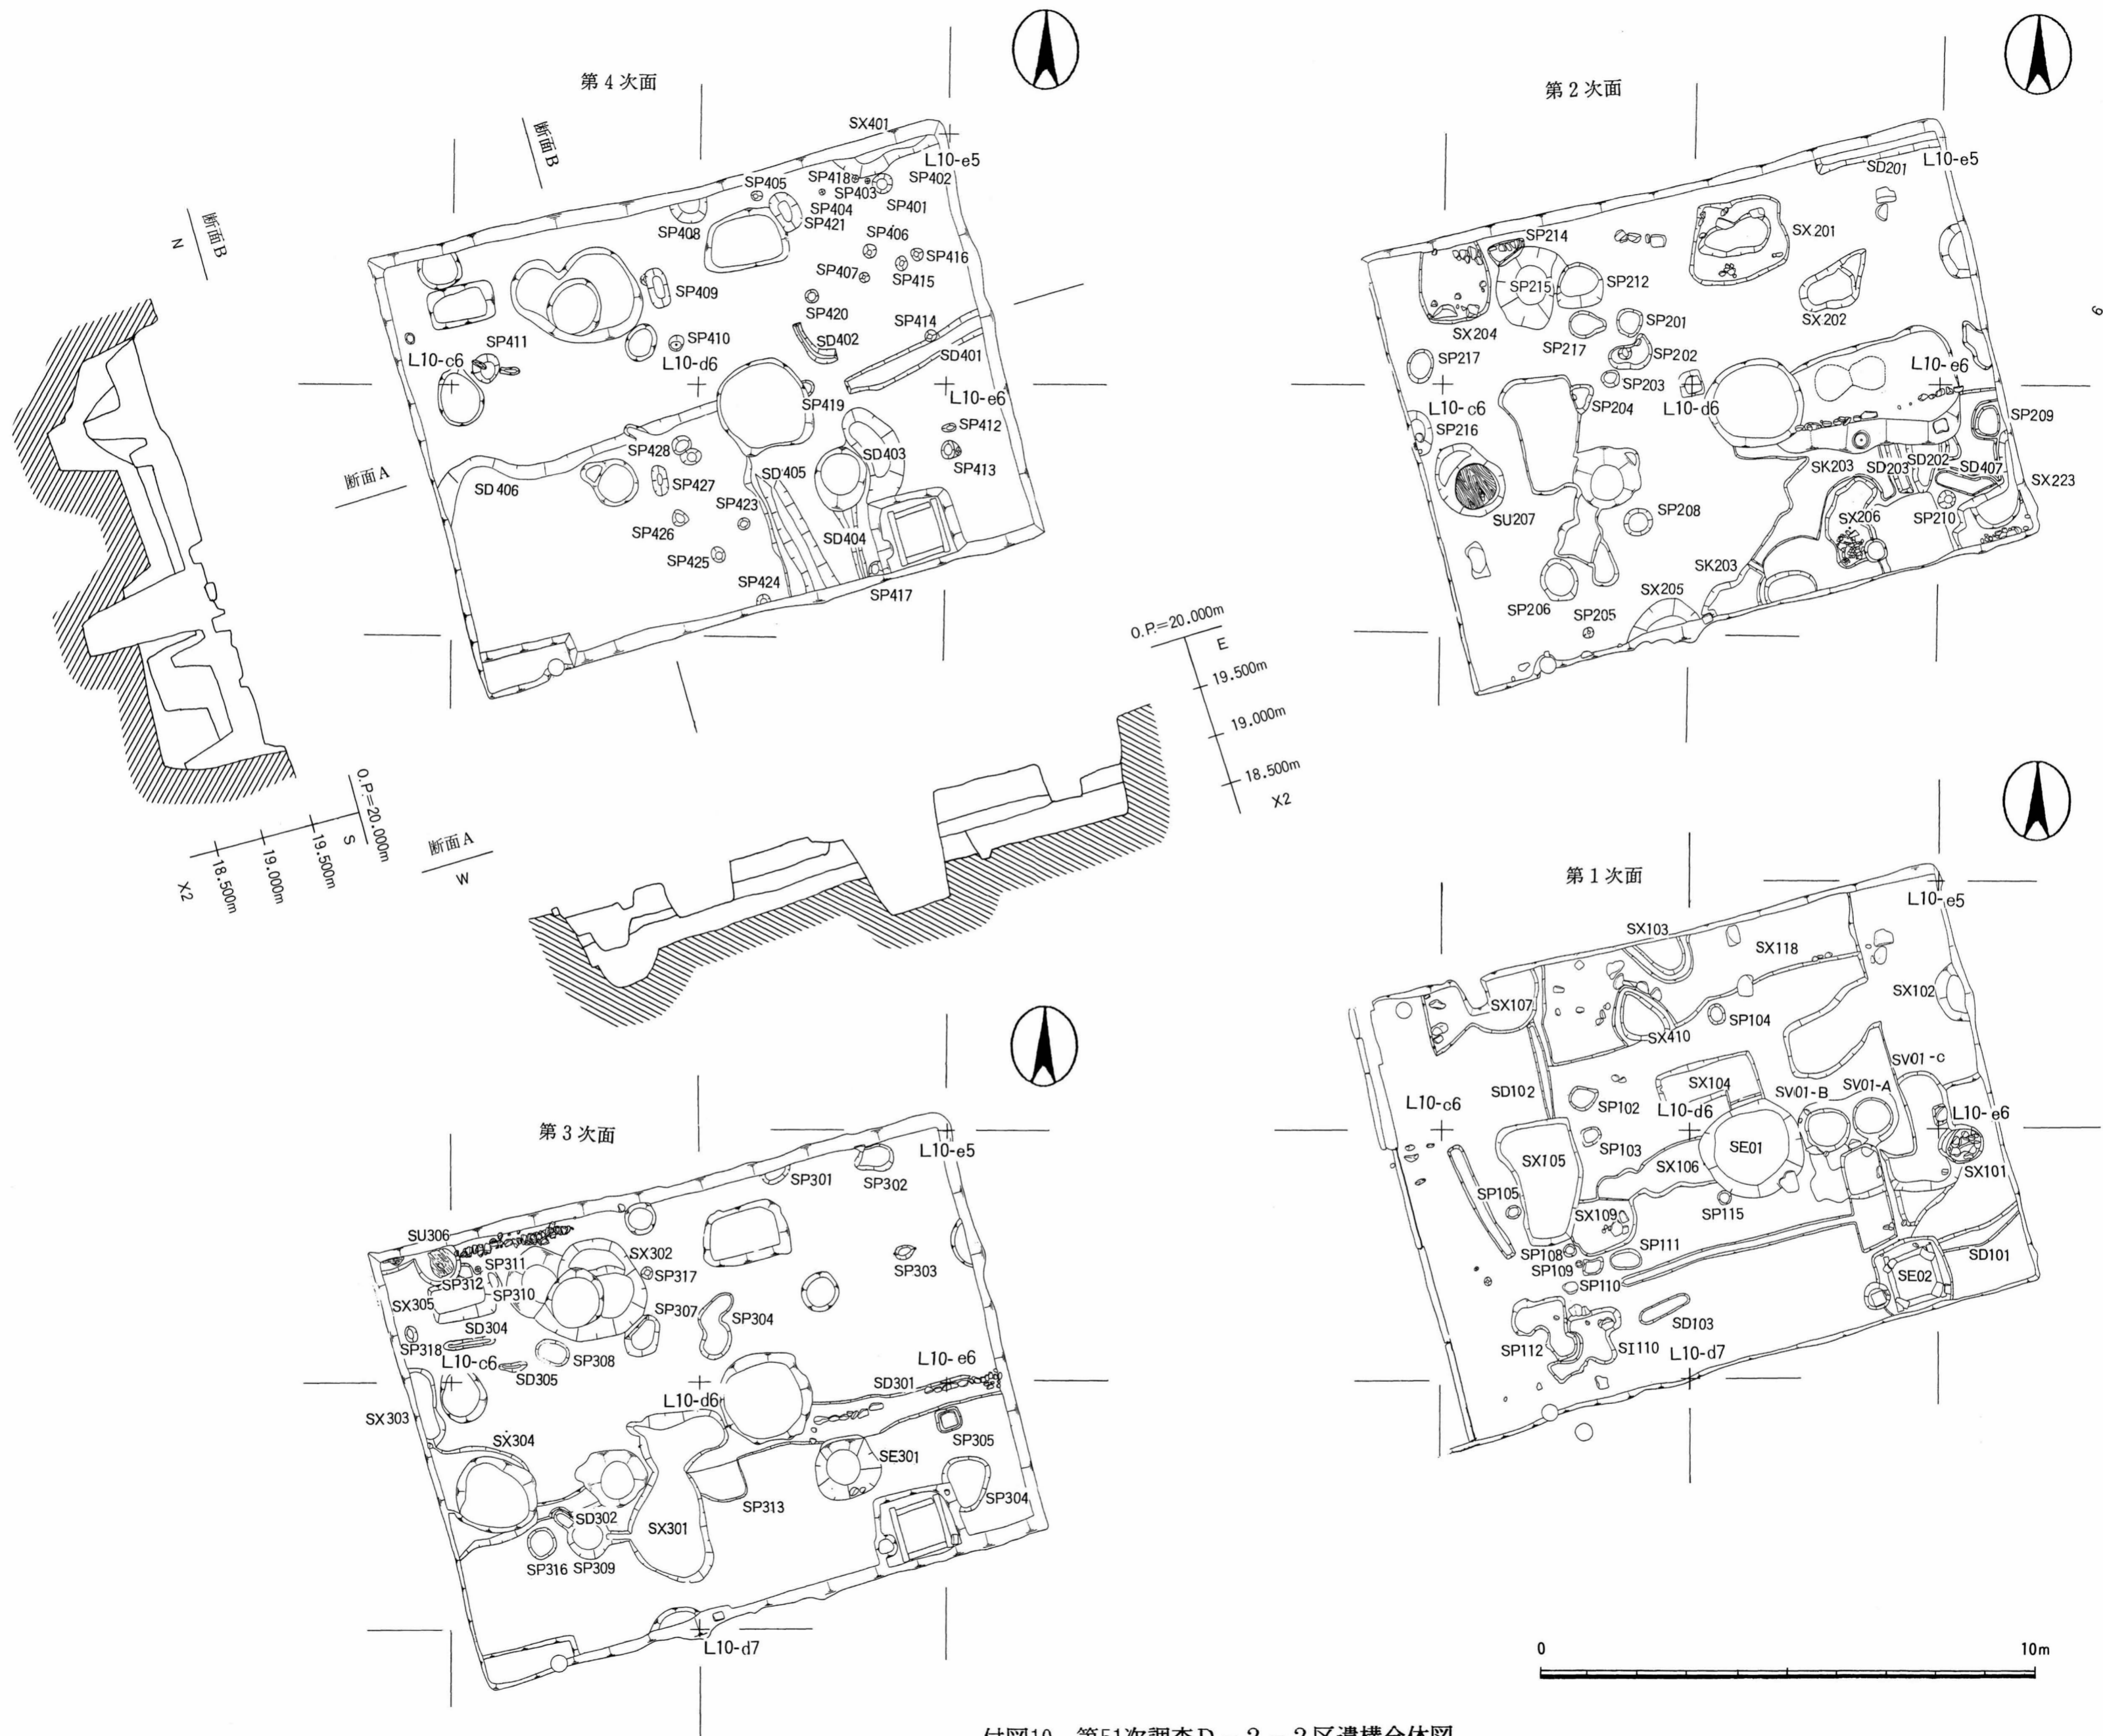 第4次面
断面B
断面B
N
断面A
SX401
L10-e5
SP418
SP402
SP405
SP403
SP404
SP401
SP421
SP408
SP406
SP416
SP407
SP415
SP409
SP420
SP414
SP411
SP410
SD402
SD401
L10-c6
L10-d6
L10-e6
SP419
SP412
SP428
SD403
SP413
SD405
SD406
SP427
SP423
SP426
SD404
SP425
SP424
SP417
第2次面
L10-e5
SD201
SX201
SP214
SP215
SP212
SX202
SX204
SP201
SP217
SP217
SP202
SP203
L10-e6
L10-c6
SP204
L10-d6
SP209
SP216
SK203
SD203
SD202
SD407
SX223
SU207
SP208
SX206
SP210
SK203
SX205
SP206
SP205
O.P.=20.000m
E
19.500m
19.000m
18.500m
X2
O.P.=20.000m
S
19.500m
19.000m
18.500m
X2
断面A
W
第3次面
L10-e5
SP301
SP302
SU306
SX302
SP311
SP317
SP303
SP312
SP310
SX305
SP307
SP304
SD304
SP318
L10-c6
SP308
SD305
L10-e6
SD301
L10-d6
SX303
SX304
SP305
SE301
SP313
SP304
SD302
SX301
SP316
SP309
L10-d7
第1次面
L10-e5
SX103
SX118
SX102
SX107
SP104
SX410
SV01-C
SX104
SV01-B
SV01-A
SD102
L10-c6
SP102
L10-d6
L10-e6
SP103
SE01
SX105
SX106
SX101
SP105
SP115
SX109
SP108
SP111
SD101
SP109
SE02
SP110
SD103
SP112
SI110
L10-d7
0
10m